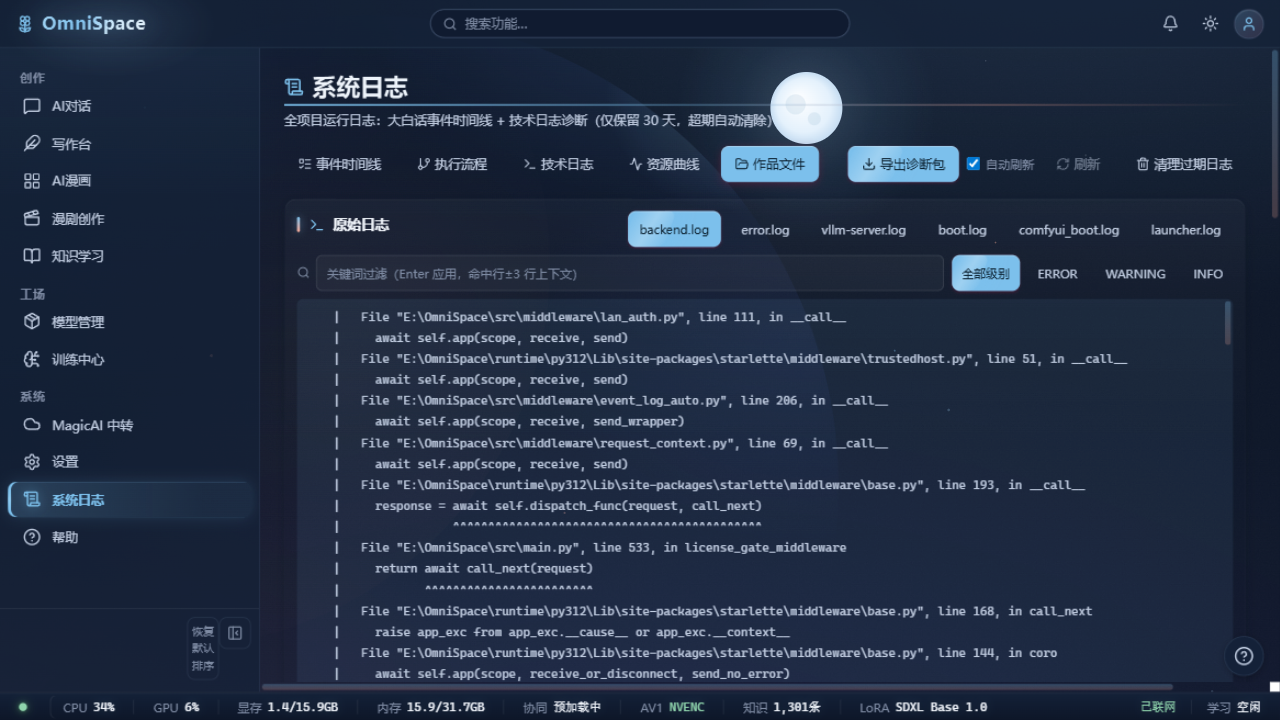 OmniSpace
搜索功能...
创作
AI对话
写作台
AI漫画
漫剧创作
知识学习
工场
模型管理
训练中心
系统
MagicAI 中转
设置
系统日志
帮助
恢复
默认
排序
系统日志
全项目运行日志：大白话事件时间线 + 技术日志诊断（仅保留 30 天，超期自动清除）
事件时间线 执行流程 技术日志 资源曲线 作品文件 导出诊断包 自动刷新 刷新 清理过期日志
原始日志
backend.log error.log vllm-server.log boot.log comfyui_boot.log launcher.log
关键词过滤（Enter 应用，命中行±3 行上下文） 全部级别 ERROR WARNING INFO
| File "E:\OmniSpace\src\middleware\lan_auth.py", line 111, in __call__
| await self.app(scope, receive, send)
| File "E:\OmniSpace\runtime\py312\Lib\site-packages\starlette\middleware\trustedhost.py", line 51, in __call__
| await self.app(scope, receive, send)
| File "E:\OmniSpace\src\middleware\event_log_auto.py", line 206, in __call__
| await self.app(scope, receive, send_wrapper)
| File "E:\OmniSpace\src\middleware\request_context.py", line 69, in __call__
| await self.app(scope, receive, send)
| File "E:\OmniSpace\runtime\py312\Lib\site-packages\starlette\middleware\base.py", line 193, in __call__
| response = await self.dispatch_func(request, call_next)
| ^^^^^^^^^^^^^^^^^^^^^^^^^^^^^^^^^^^^^^^^^^^^
| File "E:\OmniSpace\src\main.py", line 533, in license_gate_middleware
| return await call_next(request)
| ^^^^^^^^^^^^^^^^^^^^^^^^
| File "E:\OmniSpace\runtime\py312\Lib\site-packages\starlette\middleware\base.py", line 168, in call_next
| raise app_exc from app_exc.__cause__ or app_exc.__context__
| File "E:\OmniSpace\runtime\py312\Lib\site-packages\starlette\middleware\base.py", line 144, in coro
| await self.app(scope, receive_or_disconnect, send_no_error)
CPU 34% GPU 6% 显存 1.4/15.9GB 内存 15.9/31.7GB 协同 预加载中 AV1 NVENC 知识 1,301条 LoRA SDXL Base 1.0 已联网 学习 空闲